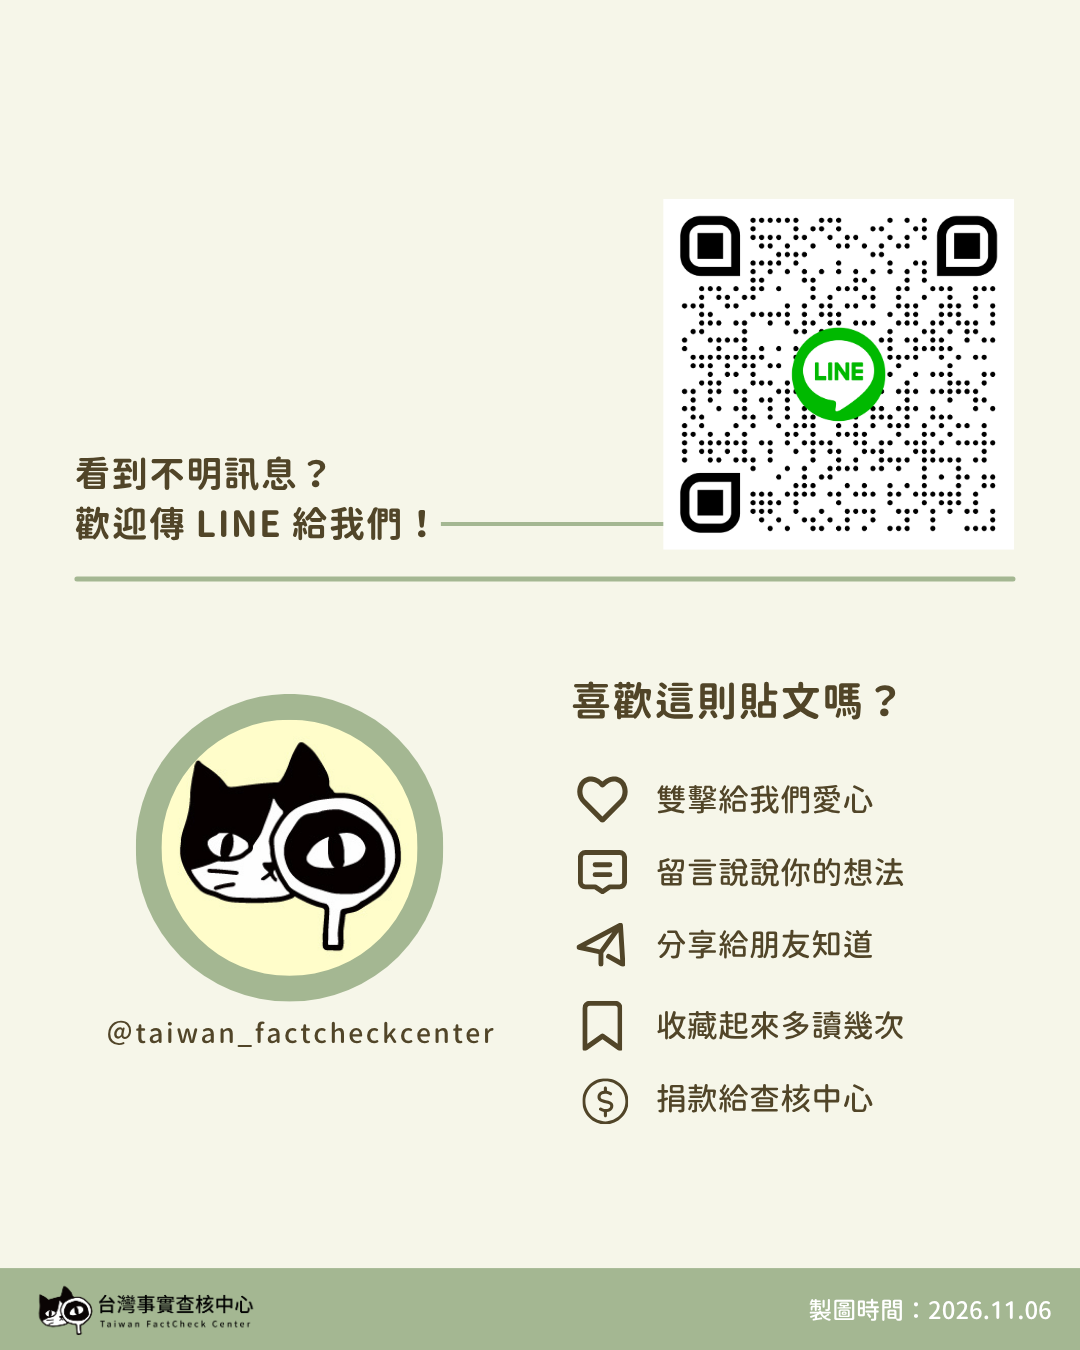 LINE
看到不明訊息？
歡迎傳 LINE 給我們！
喜歡這則貼文嗎？
雙擊給我們愛心
留言說說你的想法
分享給朋友知道
收藏起來多讀幾次
捐款給查核中心
@taiwan_factcheckcenter
台灣事實查核中心
Taiwan FactCheck Center
製圖時間：2026.11.06